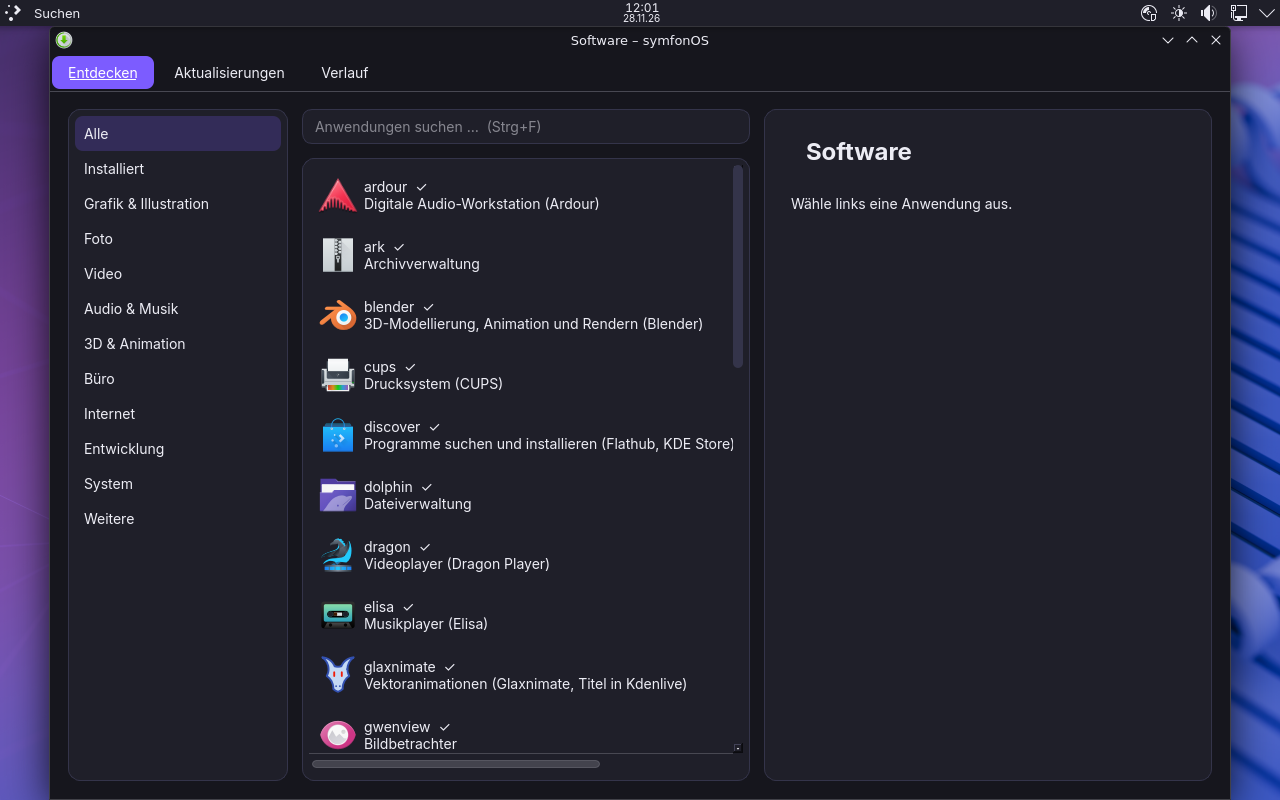 Suchen
12:01
28.11.26
Software – symfonOS
Entdecken
Aktualisierungen
Verlauf
Alle
Installiert
Grafik & Illustration
Foto
Video
Audio & Musik
3D & Animation
Büro
Internet
Entwicklung
System
Weitere
Anwendungen suchen ... (Strg+F)
ardour ✓
Digitale Audio-Workstation (Ardour)
ark ✓
Archivverwaltung
blender ✓
3D-Modellierung, Animation und Rendern (Blender)
cups ✓
Drucksystem (CUPS)
discover ✓
Programme suchen und installieren (Flathub, KDE Store)
dolphin ✓
Dateiverwaltung
dragon ✓
Videoplayer (Dragon Player)
elisa ✓
Musikplayer (Elisa)
glaxnimate ✓
Vektoranimationen (Glaxnimate, Titel in Kdenlive)
gwenview ✓
Bildbetrachter
Software
Wähle links eine Anwendung aus.